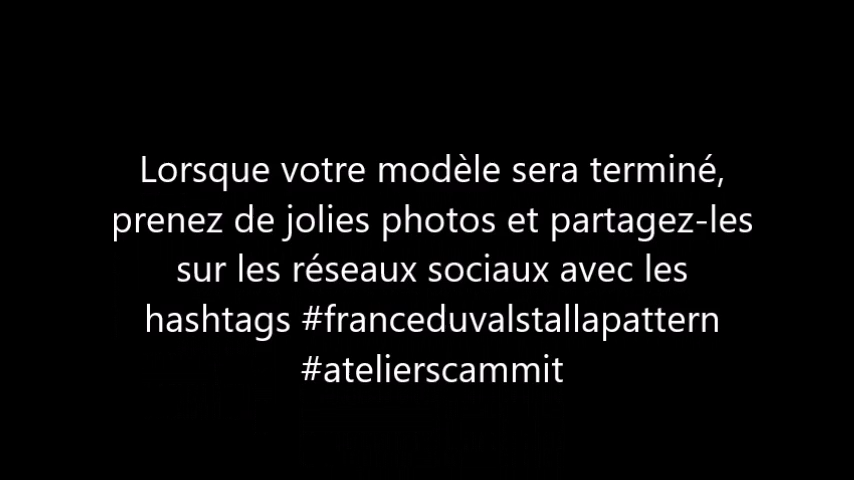 Lorsque votre modèle sera terminé,
prenez de jolies photos et partagez-les
sur les réseaux sociaux avec les
hashtags #franceduvalstallapattern
#atelierscammit